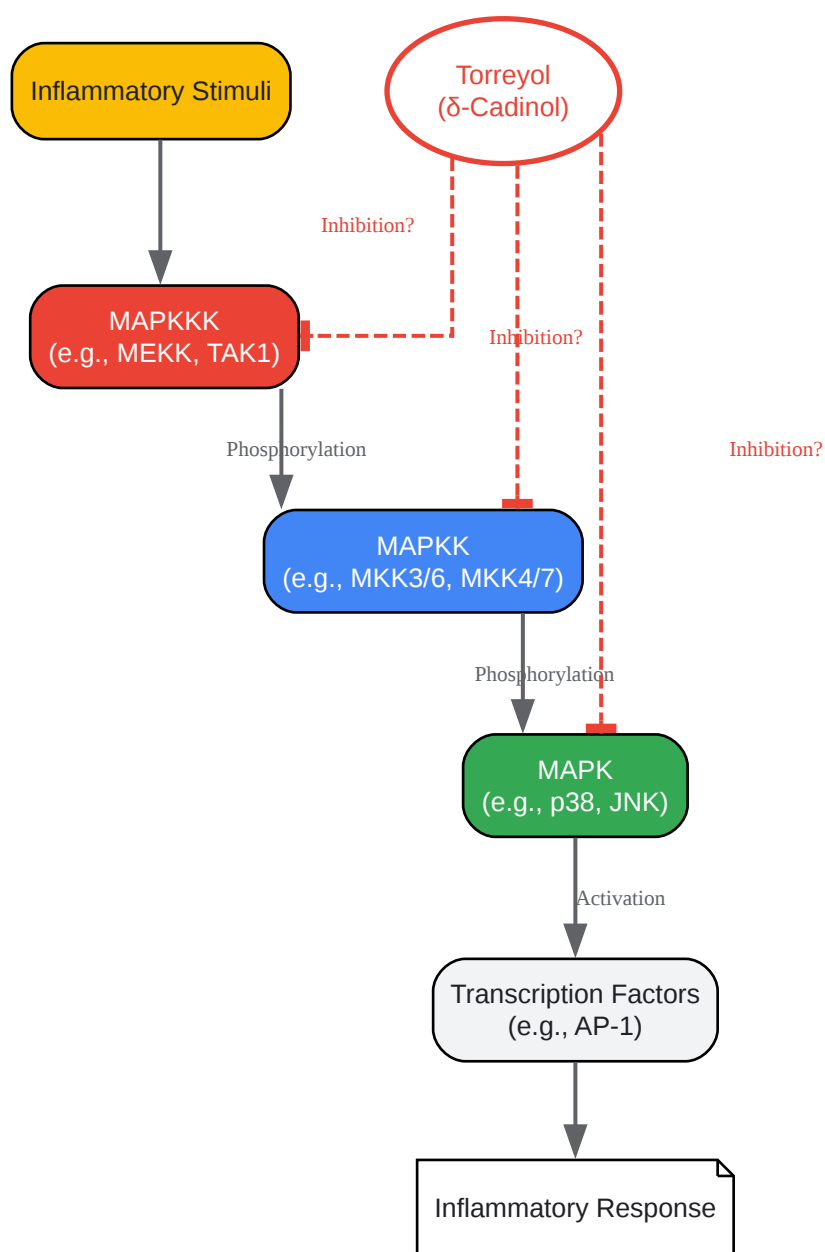 Inflammatory Stimuli
Torreyol
(δ-Cadinol)
Inhibition?
MAPKKK
(e.g., MEKK, TAK1)
Inhibition?
Phosphorylation
Inhibition?
MAPKK
(e.g., MKK3/6, MKK4/7)
Phosphorylation
MAPK
(e.g., p38, JNK)
Activation
Transcription Factors
(e.g., AP-1)
Inflammatory Response